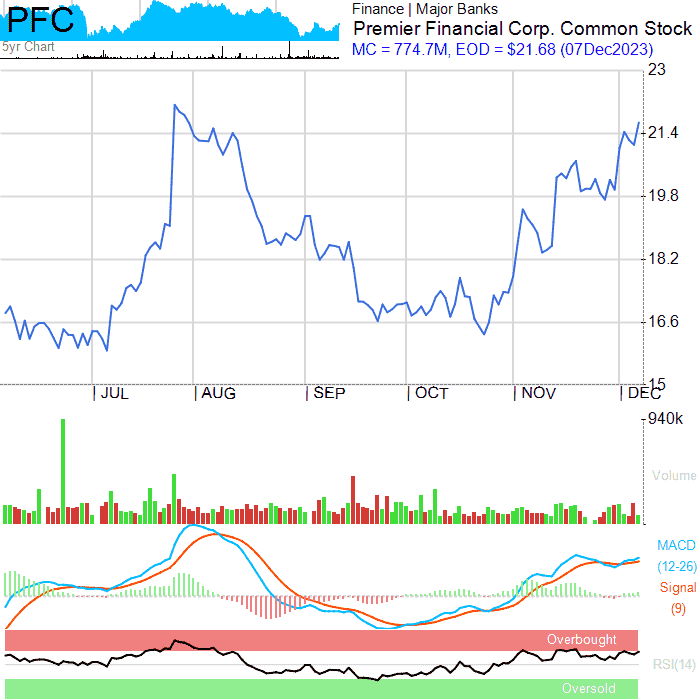 PFC
5yr Chart
Finance | Major Banks
Premier Financial Corp. Common Stock
MC = 774.7M, EOD = $21.68 (07Dec2023)
23
21.4
19.8
18.2
16.6
15
JUL AUG SEP OCT NOV DEC
940k
Volume
MACD
(12-26)
Signal
(9)
Overbought
RSI(14)
Oversold